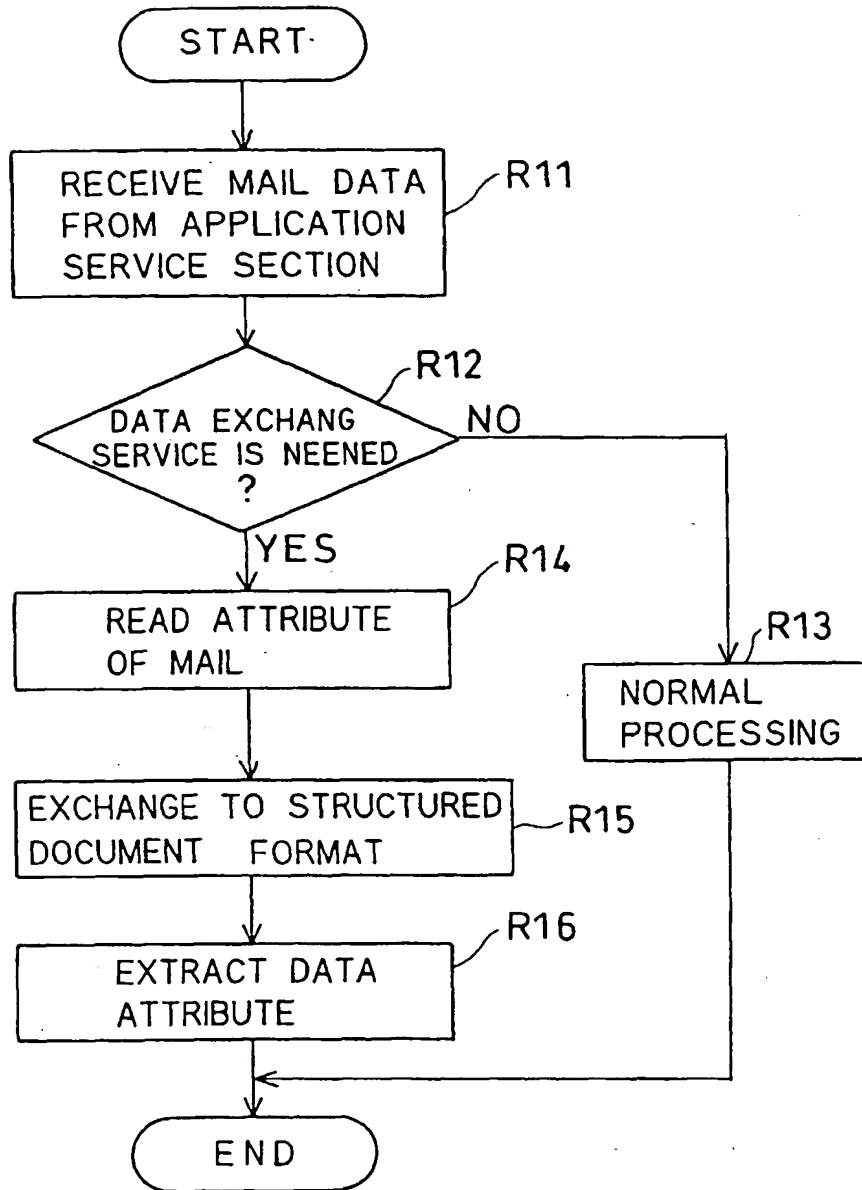 START
RECEIVE MAIL DATA
FROM APPLICATION
SERVICE SECTION
R11
R12
DATA EXCHANG
SERVICE IS NEENED
?
NO
YES
R14
READ ATTRIBUTE
OF MAIL
R13
NORMAL
PROCESSING
EXCHANGE TO STRUCTURED
DOCUMENT FORMAT
R15
R16
EXTRACT DATA
ATTRIBUTE
END